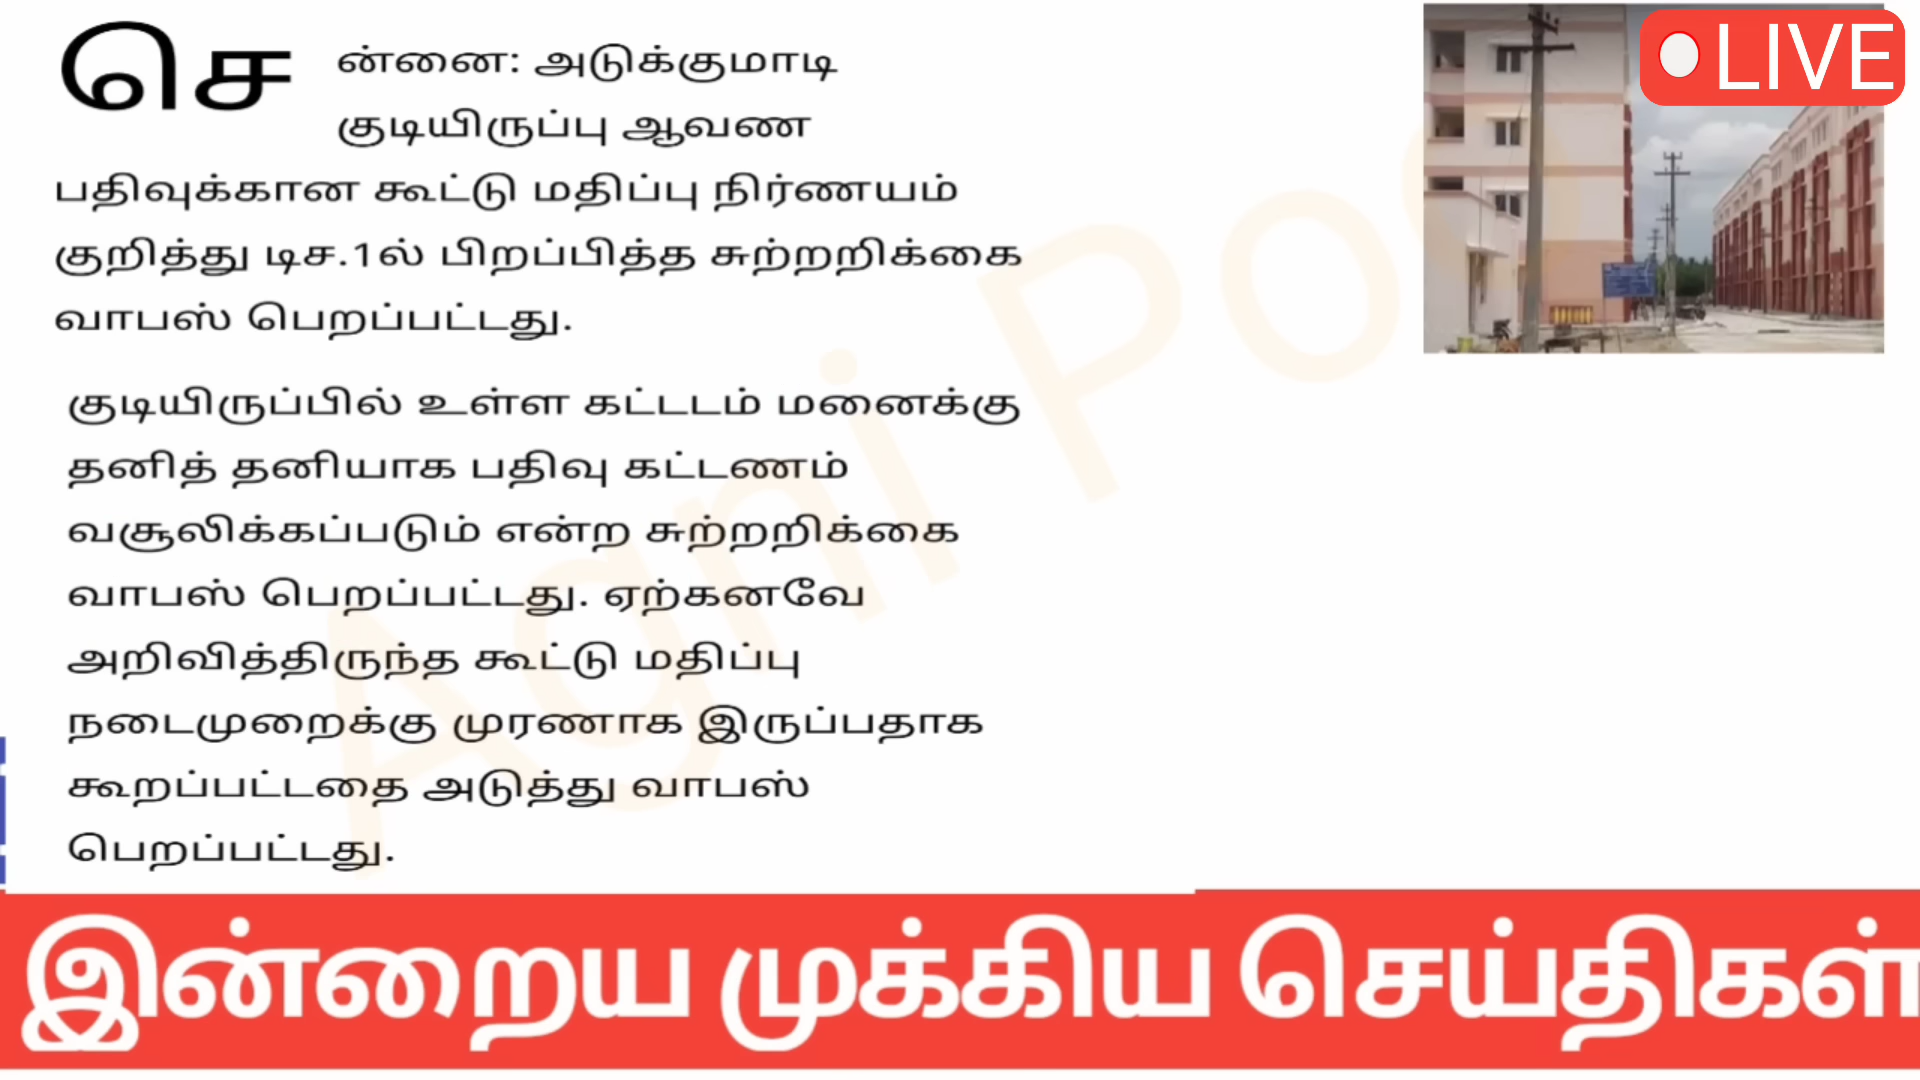 சென்னை: அடுக்குமாடி
குடியிருப்பு ஆவண
பதிவுக்கான கூட்டு மதிப்பு நிர்ணயம்
குறித்து டிச.1ல் பிறப்பித்த சுற்றறிக்கை
வாபஸ் பெறப்பட்டது.
குடியிருப்பில் உள்ள கட்டடம் மனைக்கு
தனித் தனியாக பதிவு கட்டணம்
வசூலிக்கப்படும் என்ற சுற்றறிக்கை
வாபஸ் பெறப்பட்டது. ஏற்கனவே
அறிவித்திருந்த கூட்டு மதிப்பு
நடைமுறைக்கு முரணாக இருப்பதாக
கூறப்பட்டதை அடுத்து வாபஸ்
பெறப்பட்டது.
LIVE
Agni Po
இன்றைய முக்கிய செய்திகள்